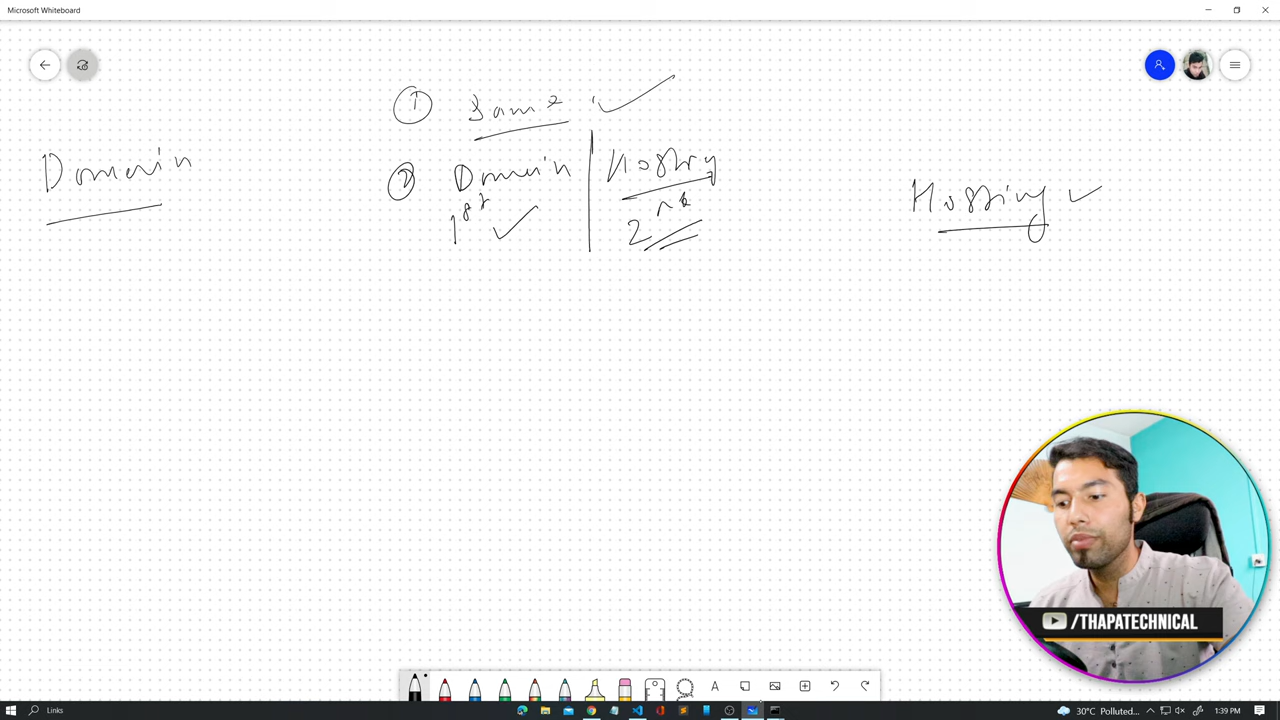 Microsoft Whiteboard
① Same
Domain
② Domain | Hosting
1st
2nd
Hosting
/THAPATECHNICAL
A
Links
30°C Polluted... 1:39 PM